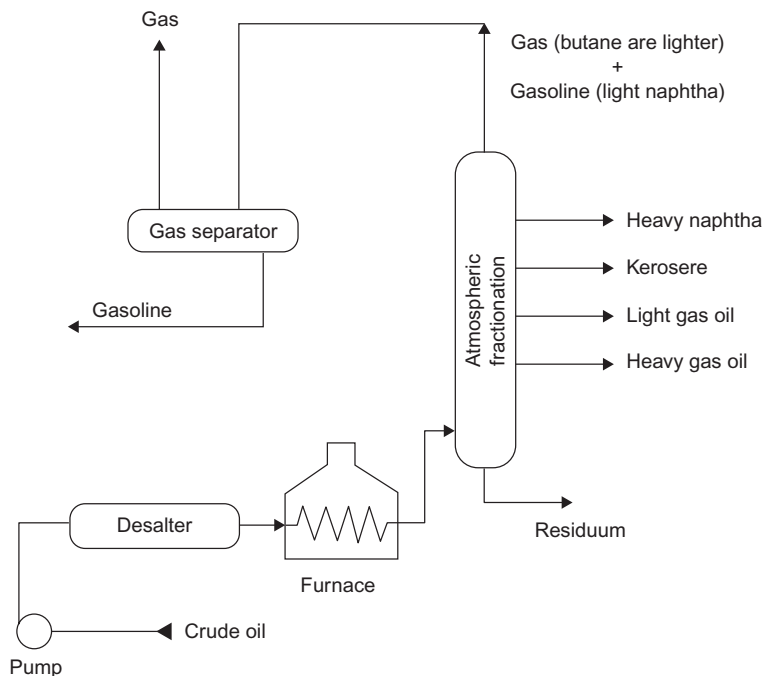 Gas
Gas (butane are lighter)
+
Gasoline (light naphtha)
Gas separator
Gasoline
Atmospheric
fractionation
Heavy naphtha
Kerosere
Light gas oil
Heavy gas oil
Desalter
Furnace
Residuum
Crude oil
Pump